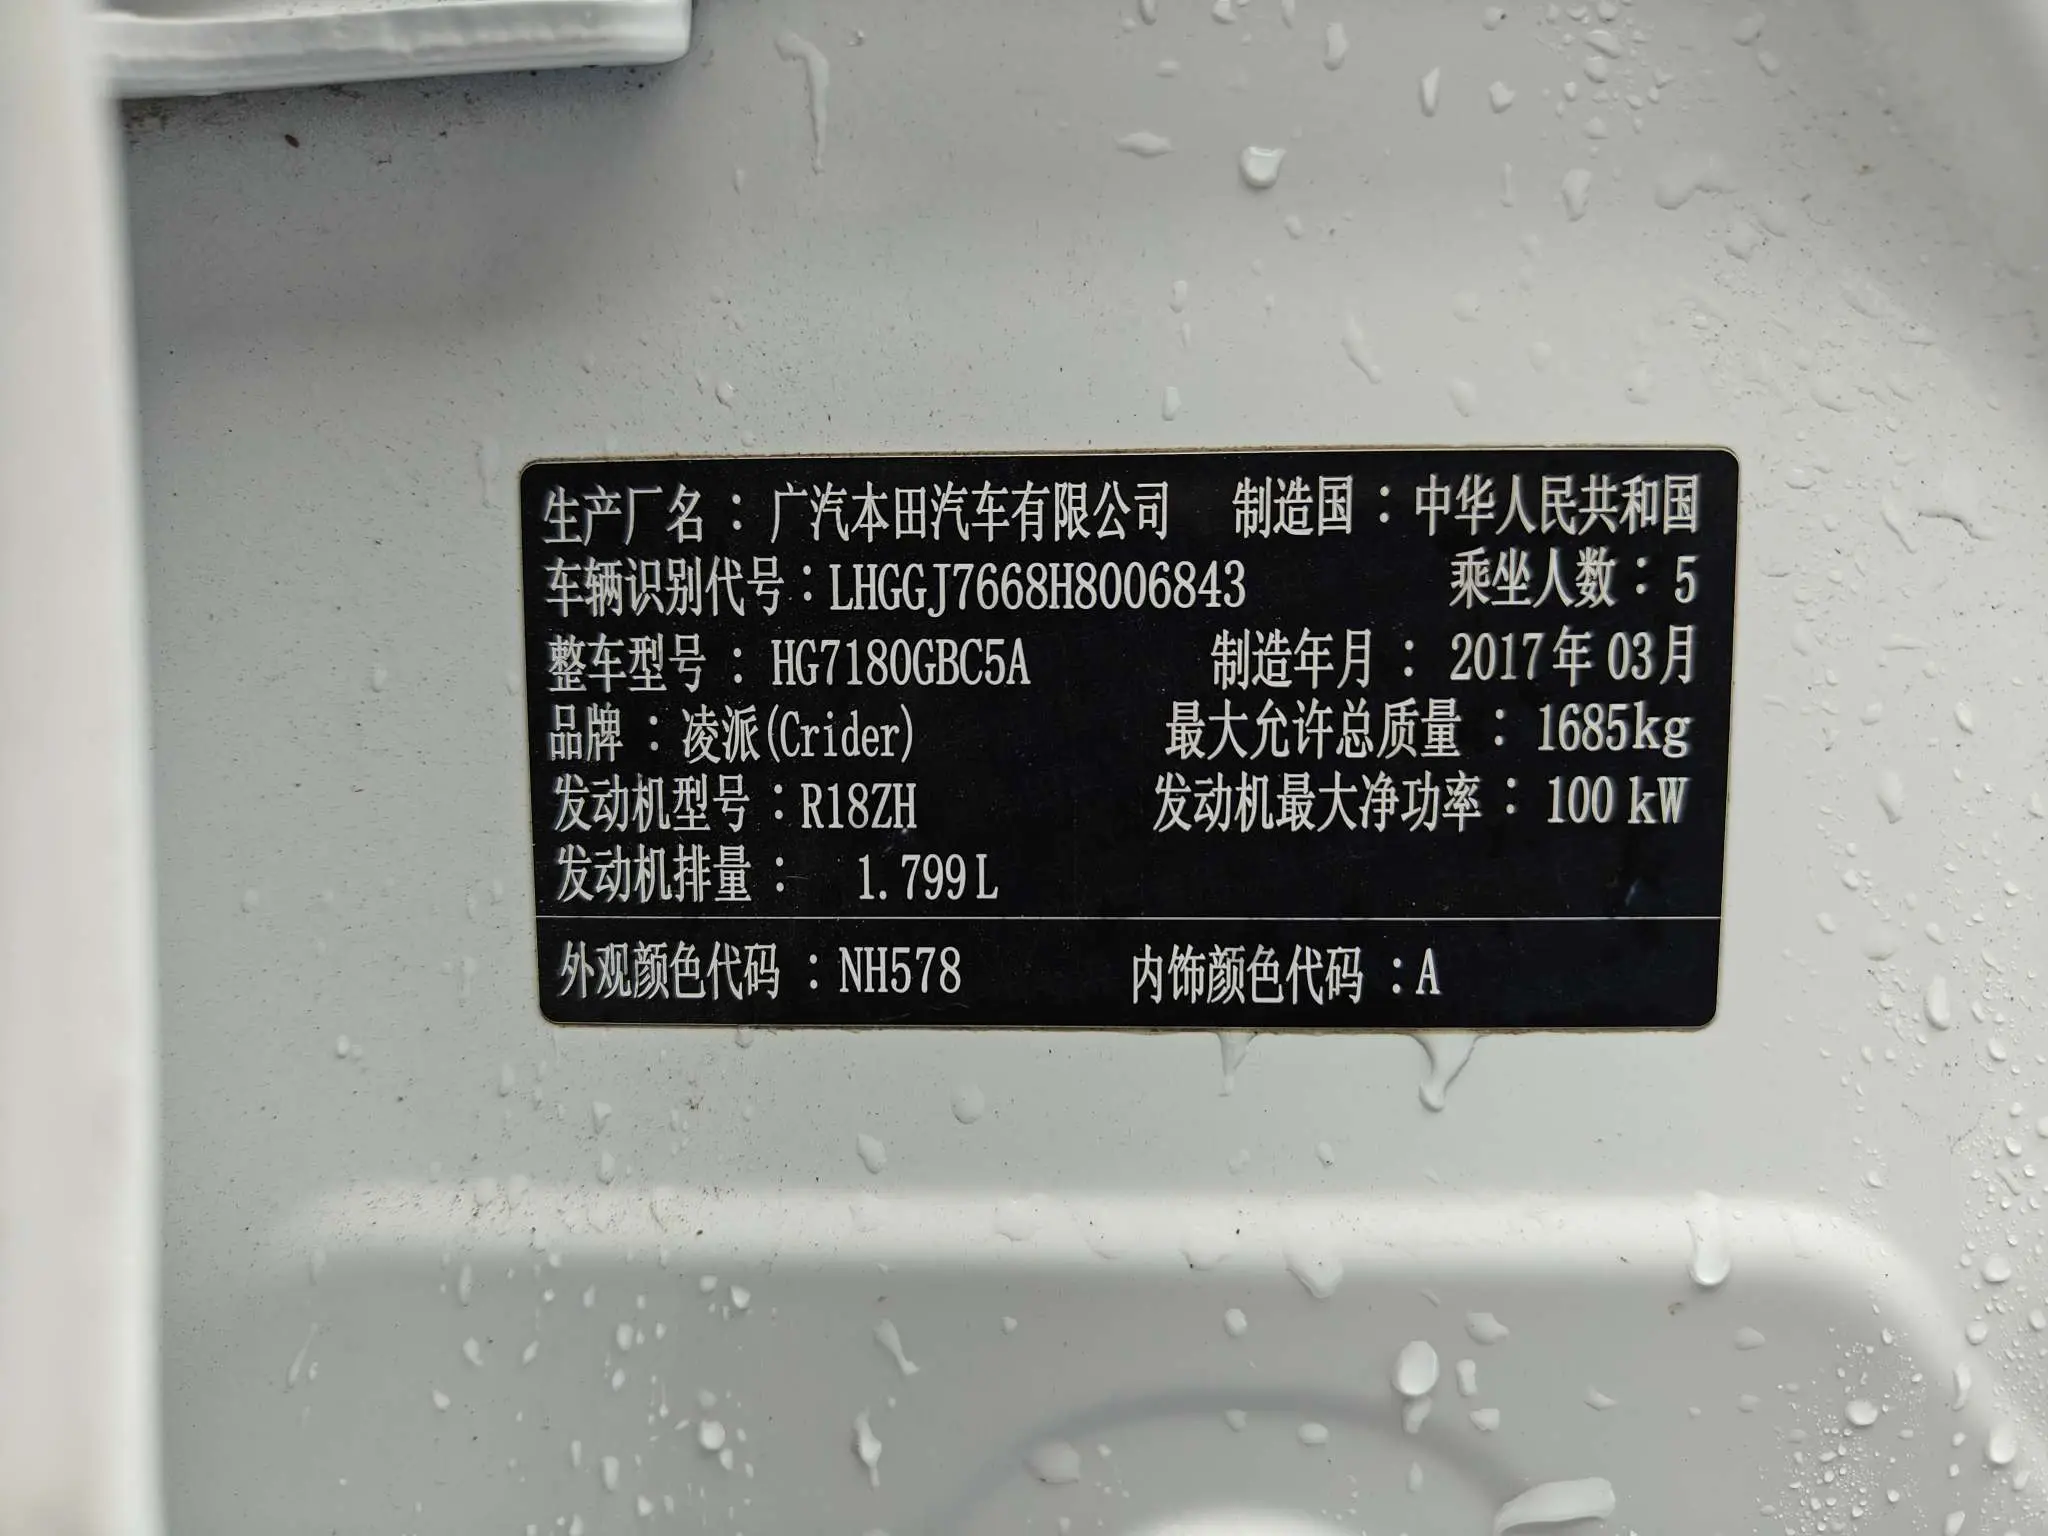 生产厂名：广汽本田汽车有限公司 制造国：中华人民共和国
车辆识别代号：LHGGJ7668H8006843 乘坐人数：5
整车型号：HG7180GBC5A 制造年月：2017年03月
品牌：凌派(Crider) 最大允许总质量：1685kg
发动机型号：R18ZH 发动机最大净功率：100 kW
发动机排量： 1.799L
外观颜色代码：NH578 内饰颜色代码：A